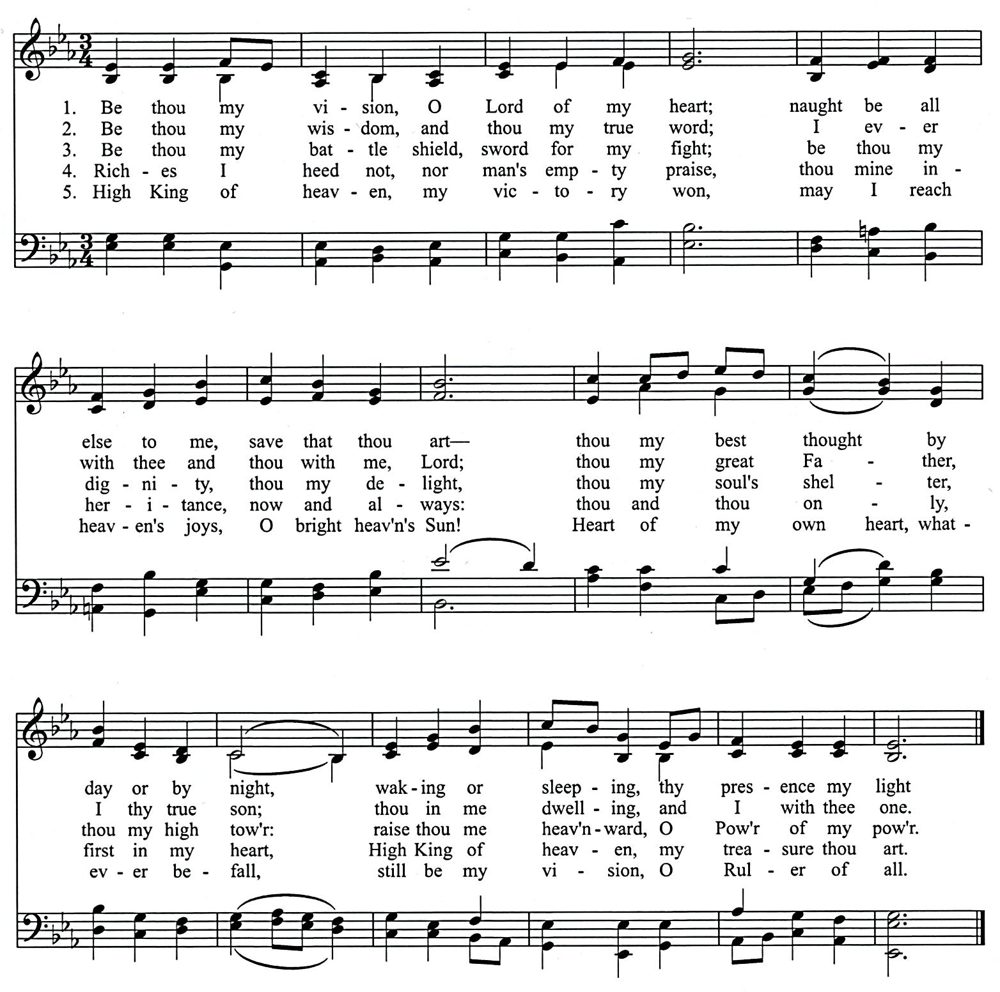 1. Be thou my vi - sion, O Lord of my heart; naught be all
2. Be thou my wis - dom, and thou my true word; I ev - er
3. Be thou my bat - tle shield, sword for my fight; be thou my
4. Rich - es I heed not, nor man's emp - ty praise, thou mine in -
5. High King of heav - en, my vic - to - ry won, may I reach
else to me, save that thou art— thou my best thought by
with thee and thou with me, Lord; thou my great Fa - ther,
dig - ni - ty, thou my de - light, thou my soul's shel - ter,
her - i - tance, now and al - ways: thou and thou on - ly,
heav - en's joys, O bright heav'n's Sun! Heart of my own heart, what -
day or by night, wak - ing or sleep - ing, thy pres - ence my light
I thy true son; thou in me dwell - ing, and I with thee one.
thou my high tow'r: raise thou me heav'n - ward, O Pow'r of my pow'r.
first in my heart, High King of heav - en, my trea - sure thou art.
ev - er be - fall, still be my vi - sion, O Rul - er of all.